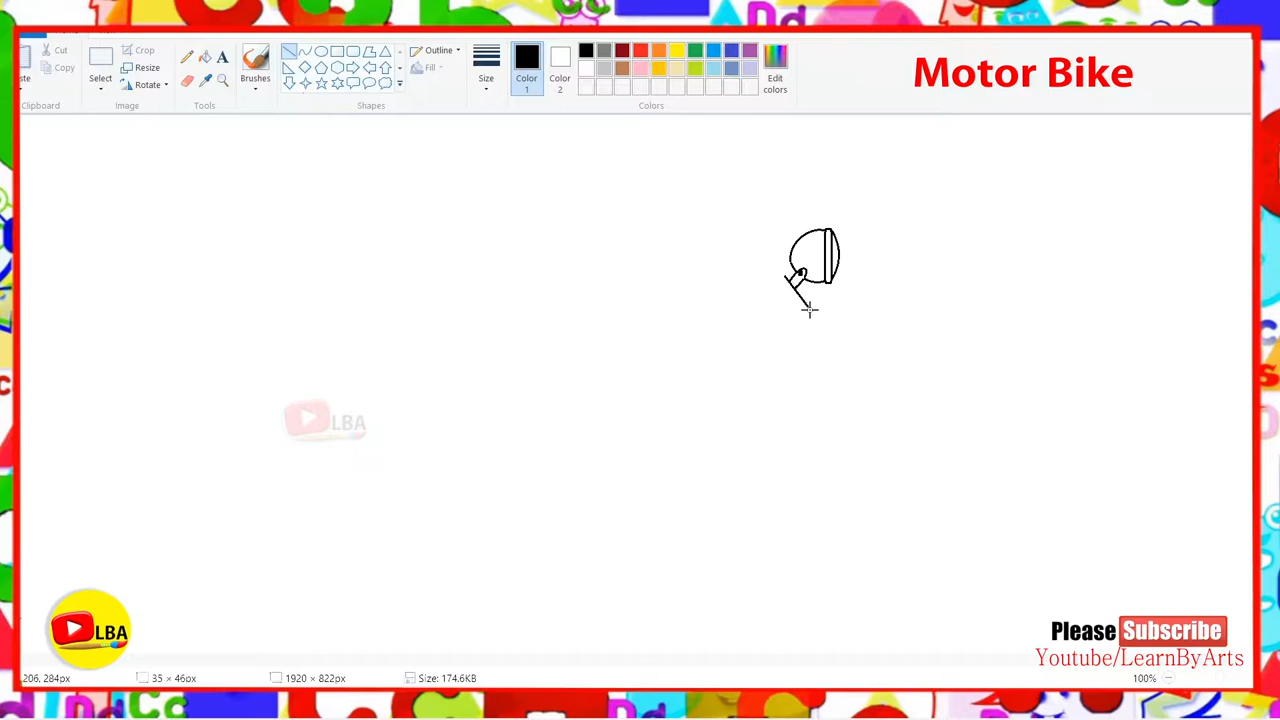 Motor Bike
Cut
Copy
Clipboard
Select
Crop
Resize
Rotate
Image
A
Tools
Brushes
Outline
Fill
Shapes
Size
Color 1
Color 2
Edit colors
Colors
LBA
LBA
Please Subscribe
Youtube/LearnByArts
206, 284px
35 × 46px
1920 × 822px
Size: 174.6KB
100%